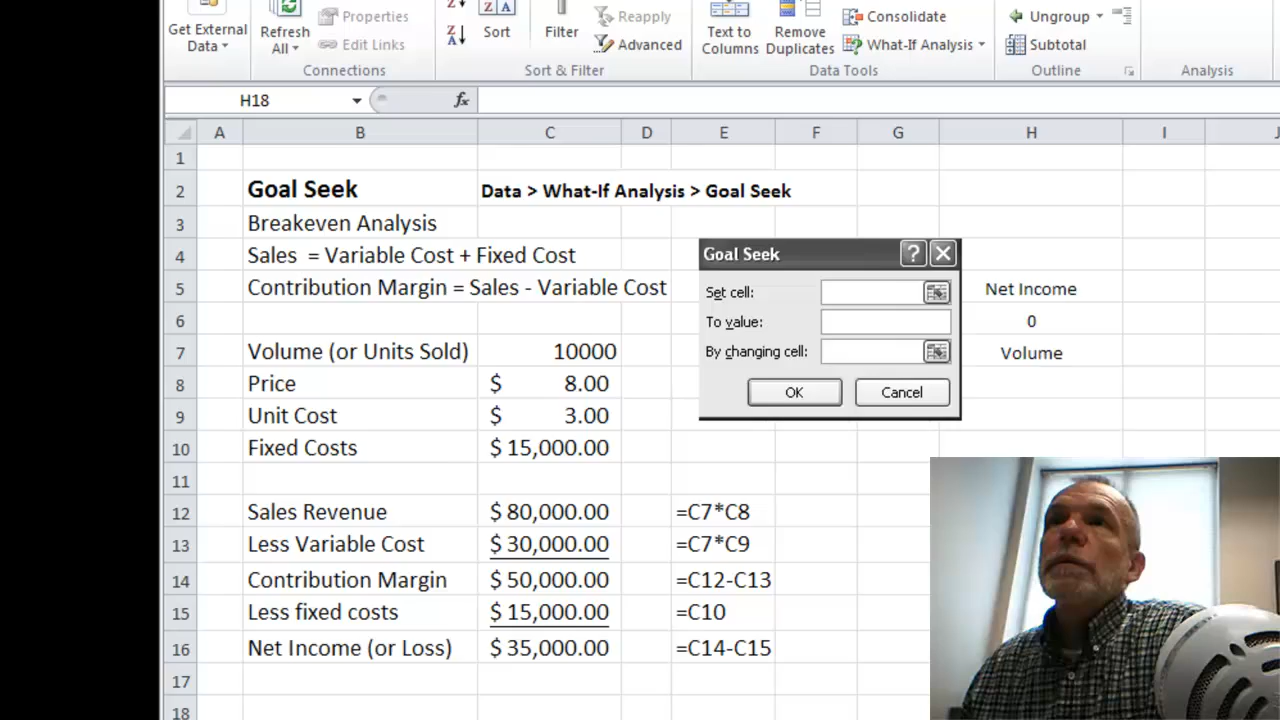 Get External
Data
Refresh
All
Properties
Edit Links
Connections
Sort
Filter
Reapply
Advanced
Sort & Filter
Text to
Columns
Remove
Duplicates
Consolidate
What-If Analysis
Data Tools
Ungroup
Subtotal
Outline
Analysis
H18
fx
A B C D E F G H I J
1
2 Goal Seek Data > What-If Analysis > Goal Seek
3 Breakeven Analysis
4 Sales = Variable Cost + Fixed Cost
5 Contribution Margin = Sales - Variable Cost Net Income
6 0
7 Volume (or Units Sold) 10000 Volume
8 Price $ 8.00
9 Unit Cost $ 3.00
10 Fixed Costs $ 15,000.00
11
12 Sales Revenue $ 80,000.00 =C7*C8
13 Less Variable Cost $ 30,000.00 =C7*C9
14 Contribution Margin $ 50,000.00 =C12-C13
15 Less fixed costs $ 15,000.00 =C10
16 Net Income (or Loss) $ 35,000.00 =C14-C15
17
18
Goal Seek ?
Set cell:
To value:
By changing cell:
OK Cancel